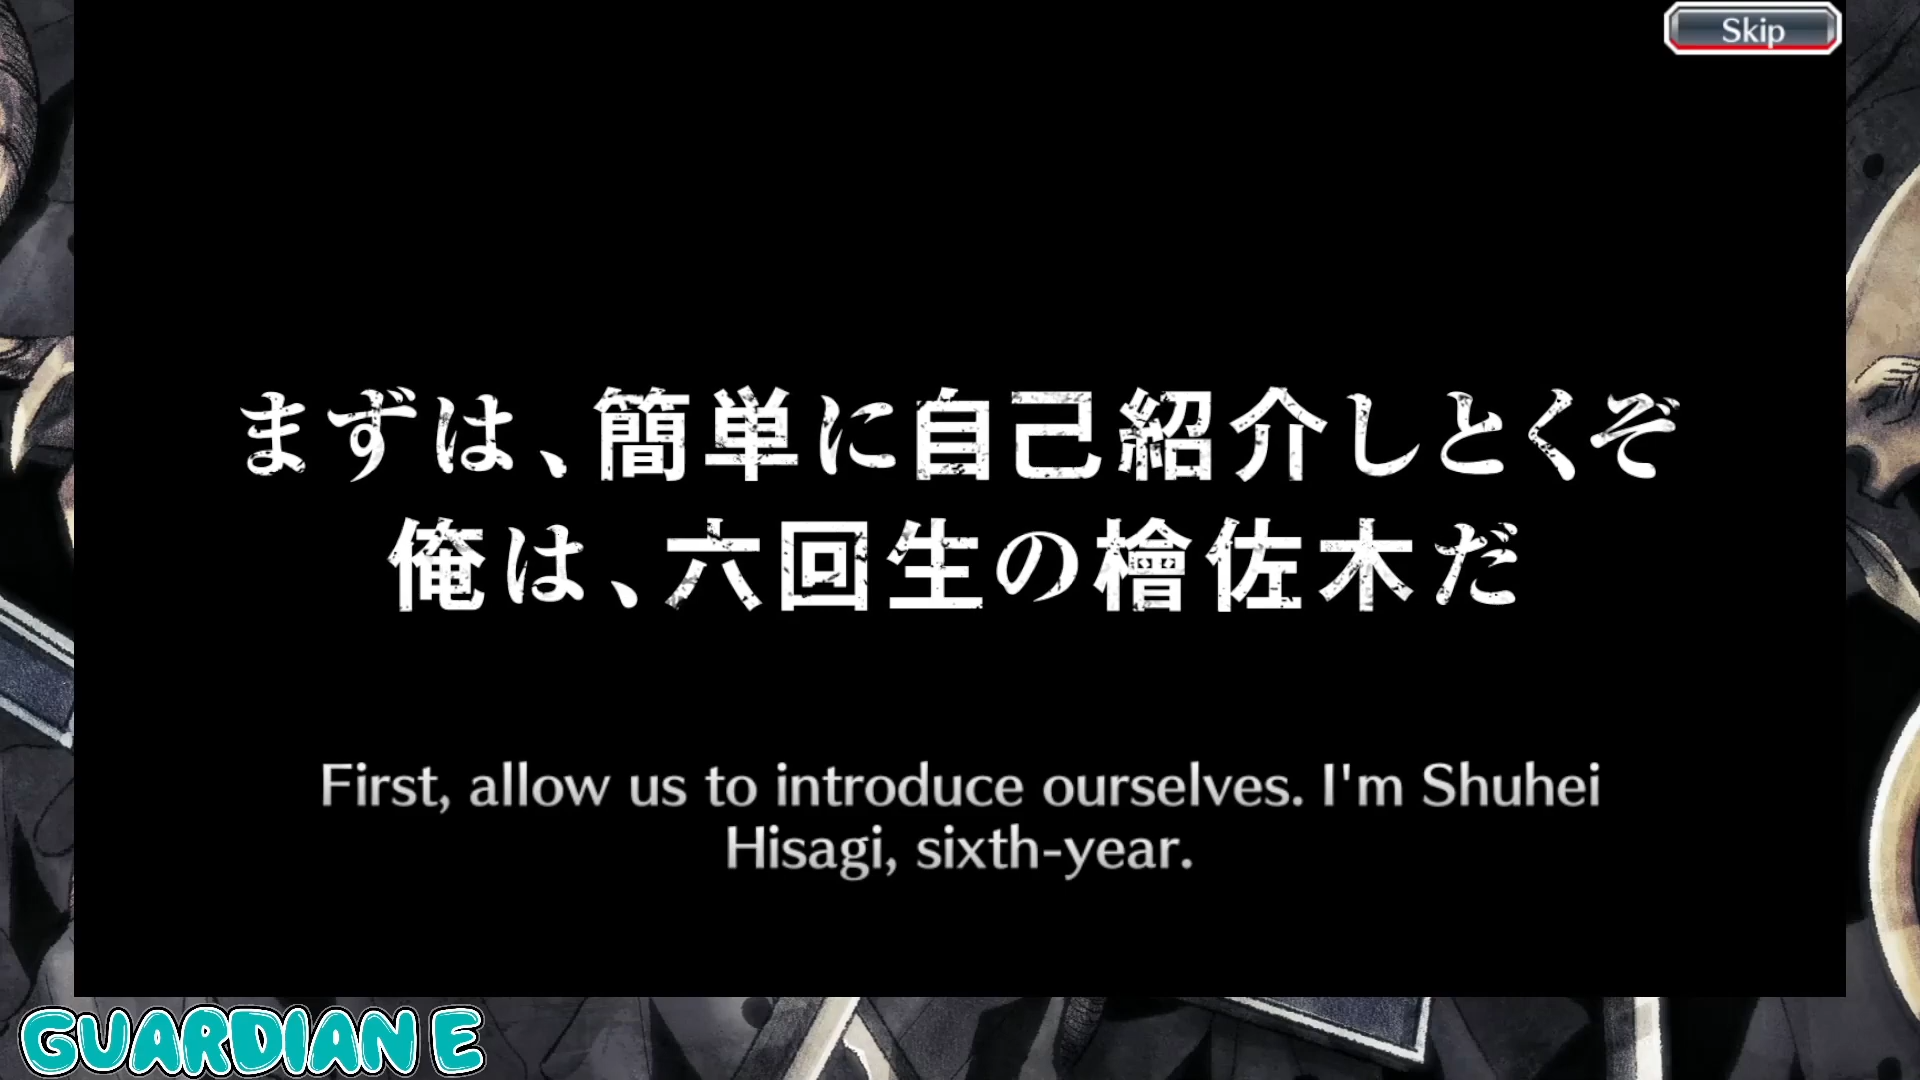 Skip
まずは、簡単に自己紹介しとくぞ
俺は、六回生の檜佐木だ
First, allow us to introduce ourselves. I'm Shuhei
Hisagi, sixth-year.
GUARDIAN E